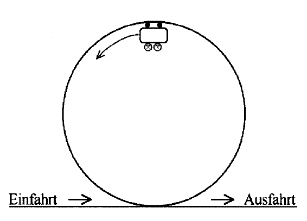 Einfahrt → → Ausfahrt